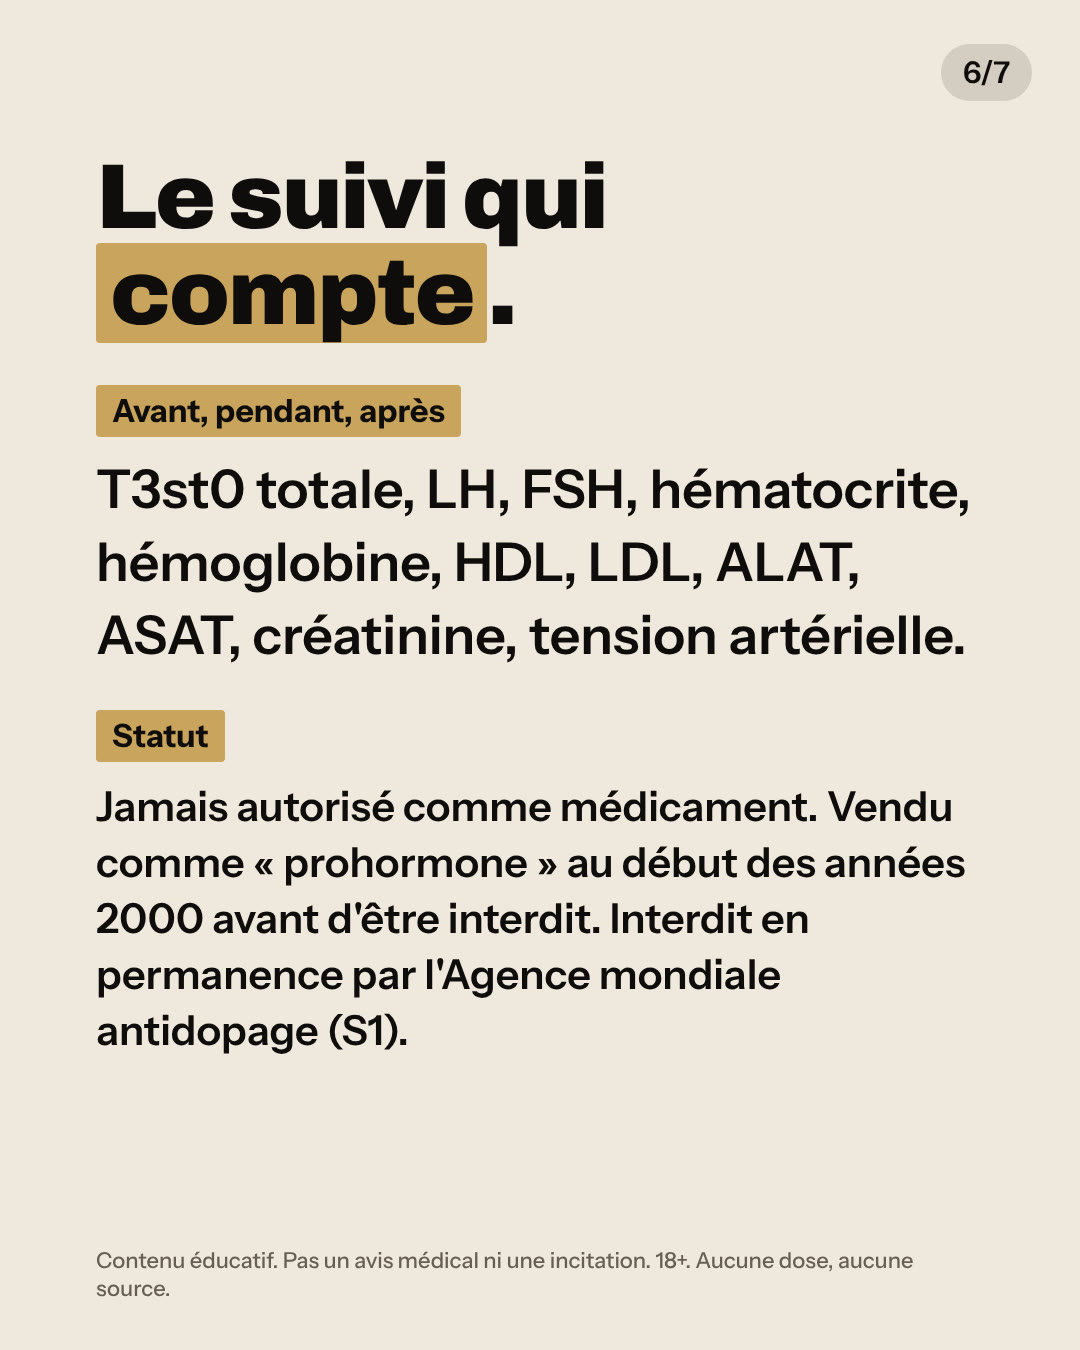 6/7
Le suivi qui
compte.
Avant, pendant, après
T3st0 totale, LH, FSH, hématocrite,
hémoglobine, HDL, LDL, ALAT,
ASAT, créatinine, tension artérielle.
Statut
Jamais autorisé comme médicament. Vendu
comme « prohormone » au début des années
2000 avant d'être interdit. Interdit en
permanence par l'Agence mondiale
antidopage (S1).
Contenu éducatif. Pas un avis médical ni une incitation. 18+. Aucune dose, aucune
source.